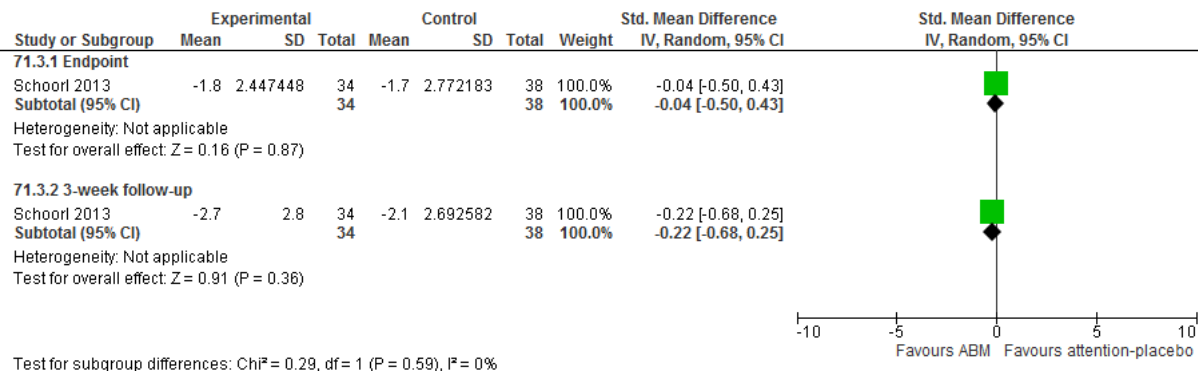 Experimental Control Std. Mean Difference Std. Mean Difference
Study or Subgroup Mean SD Total Mean SD Total Weight IV, Random, 95% CI IV, Random, 95% CI
71.3.1 Endpoint
Schoorl 2013 -1.8 2.447448 34 -1.7 2.772183 38 100.0% -0.04 [-0.50, 0.43]
Subtotal (95% CI) 34 38 100.0% -0.04 [-0.50, 0.43]
Heterogeneity: Not applicable
Test for overall effect: Z = 0.16 (P = 0.87)
71.3.2 3-week follow-up
Schoorl 2013 -2.7 2.8 34 -2.1 2.692582 38 100.0% -0.22 [-0.68, 0.25]
Subtotal (95% CI) 34 38 100.0% -0.22 [-0.68, 0.25]
Heterogeneity: Not applicable
Test for overall effect: Z = 0.91 (P = 0.36)
-10 -5 0 5 10
Favours ABM Favours attention-placebo
Test for subgroup differences: Chi² = 0.29, df = 1 (P = 0.59), I² = 0%